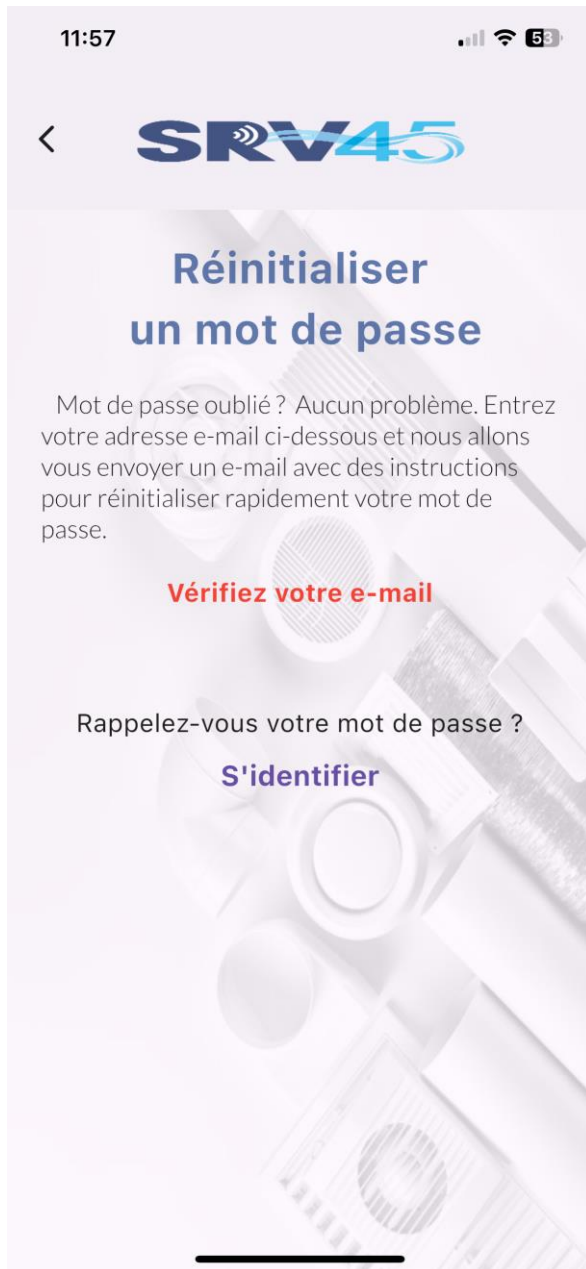 11:57
53
SRV45
Réinitialiser
un mot de passe
Mot de passe oublié ? Aucun problème. Entrez
votre adresse e-mail ci-dessous et nous allons
vous envoyer un e-mail avec des instructions
pour réinitialiser rapidement votre mot de
passe.
Vérifiez votre e-mail
Rappelez-vous votre mot de passe ?
S'identifier